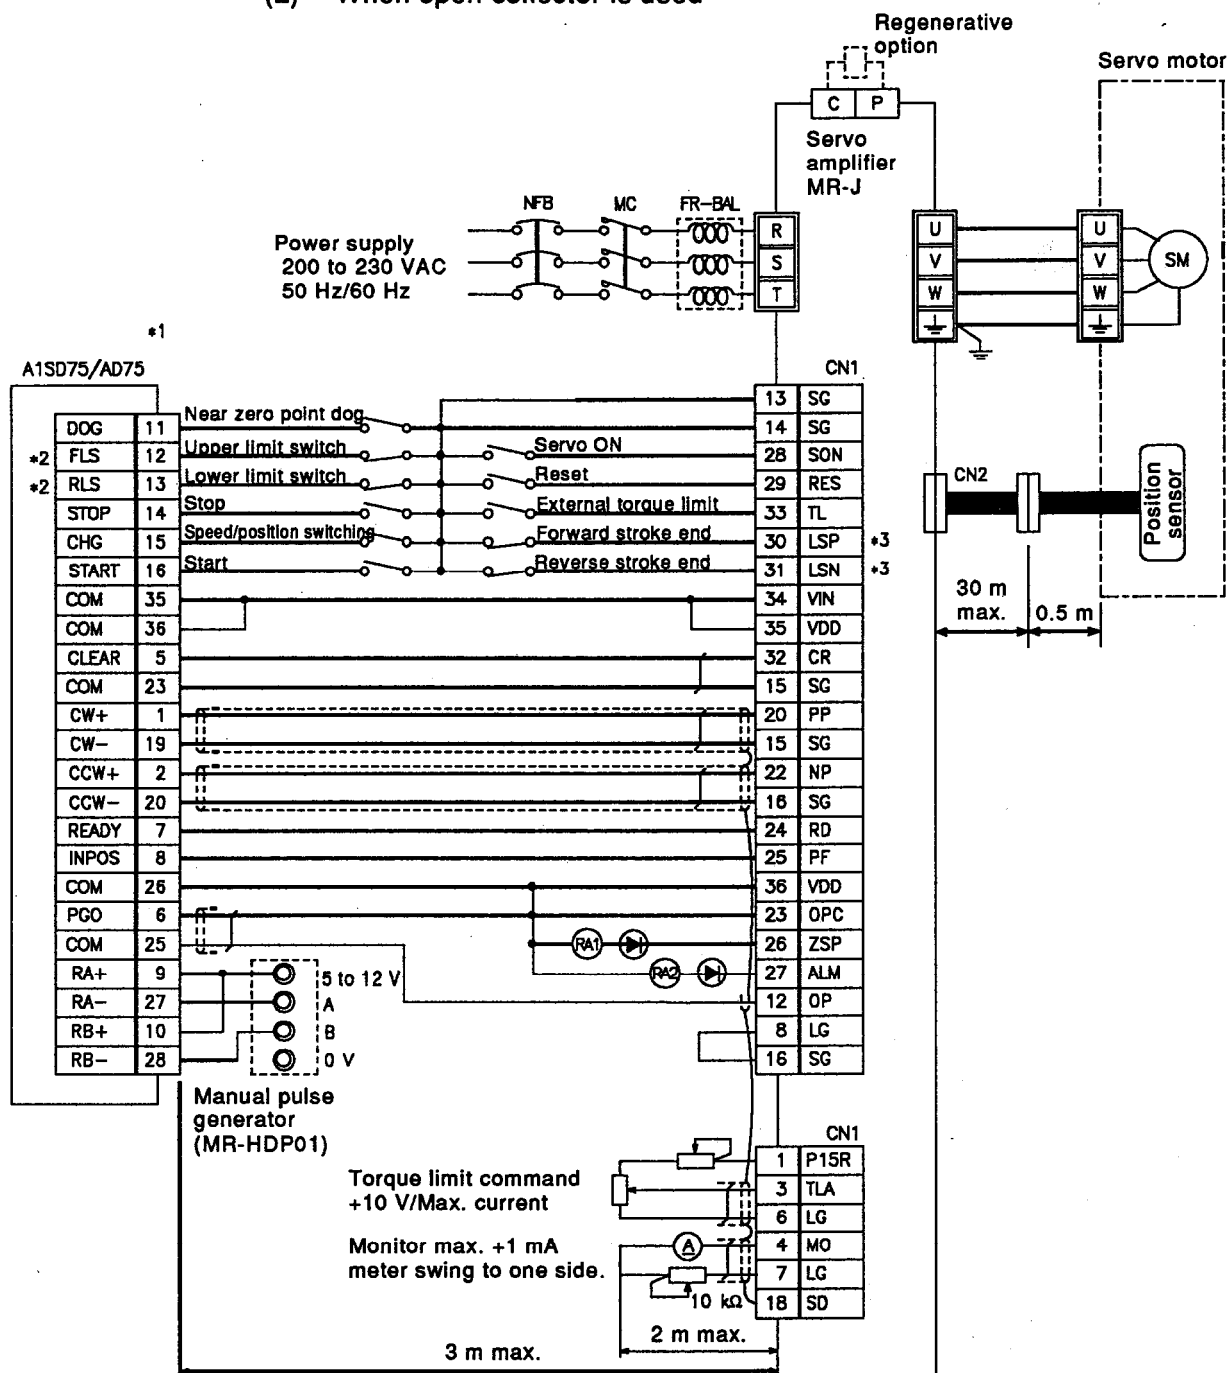 (2) When open collector is used
Regenerative
option
Servo motor
C P
Servo
amplifier
MR-J
NFB MC FR-BAL
Power supply
200 to 230 VAC
50 Hz/60 Hz
R
S
T
U
V
W
U
V
W
SM
*1
A1SD75/AD75
CN1
13 SG
DOG 11 Near zero point dog 14 SG
*2 FLS 12 Upper limit switch Servo ON 28 SON
*2 RLS 13 Lower limit switch Reset 29 RES
STOP 14 Stop External torque limit 33 TL
CHG 15 Speed/position switching Forward stroke end 30 LSP *3
START 16 Start Reverse stroke end 31 LSN *3
COM 35 34 VIN
COM 36 35 VDD
CLEAR 5 32 CR
COM 23 15 SG
CW+ 1 20 PP
CW- 19 15 SG
CCW+ 2 22 NP
CCW- 20 16 SG
READY 7 24 RD
INPOS 8 25 PF
COM 26 36 VDD
PGO 6 23 OPC
COM 25 RA1 26 ZSP
RA+ 9 5 to 12 V RA2 27 ALM
RA- 27 A 12 OP
RB+ 10 B 8 LG
RB- 28 0 V 16 SG
CN2
Position
sensor
30 m
max.
0.5 m
Manual pulse
generator
(MR-HDP01)
CN1
1 P15R
3 TLA
6 LG
4 MO
7 LG
18 SD
Torque limit command
+10 V/Max. current
Monitor max. +1 mA
meter swing to one side.
A
10 kΩ
2 m max.
3 m max.